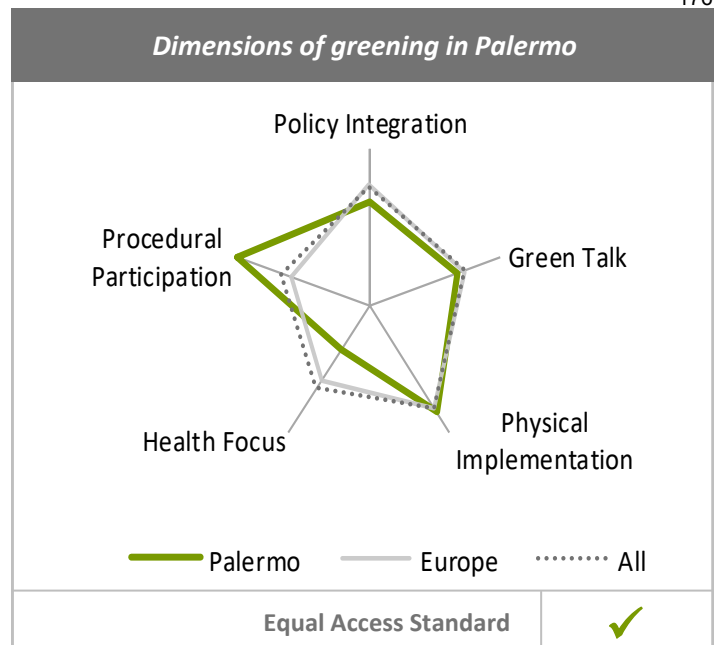 Dimensions of greening in Palermo
Policy Integration
Procedural
Participation
Green Talk
Health Focus
Physical
Implementation
Palermo Europe All
Equal Access Standard ✓